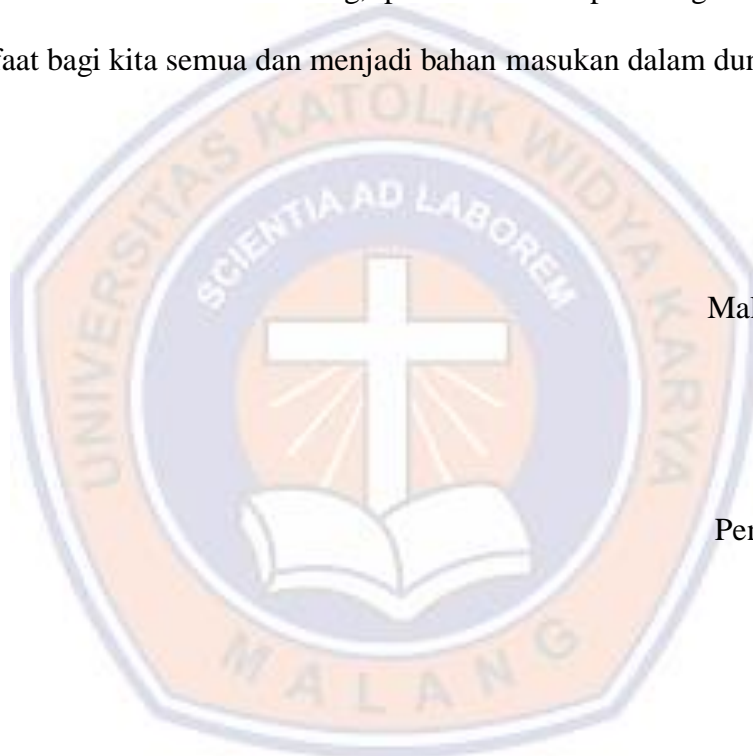 faat bagi kita semua dan menjadi bahan masukan dalam dun
UNIVERSITAS KATOLIK WIDYA KARYA
SCIENTIA AD LABOREM
Mal
Pen
MALANG